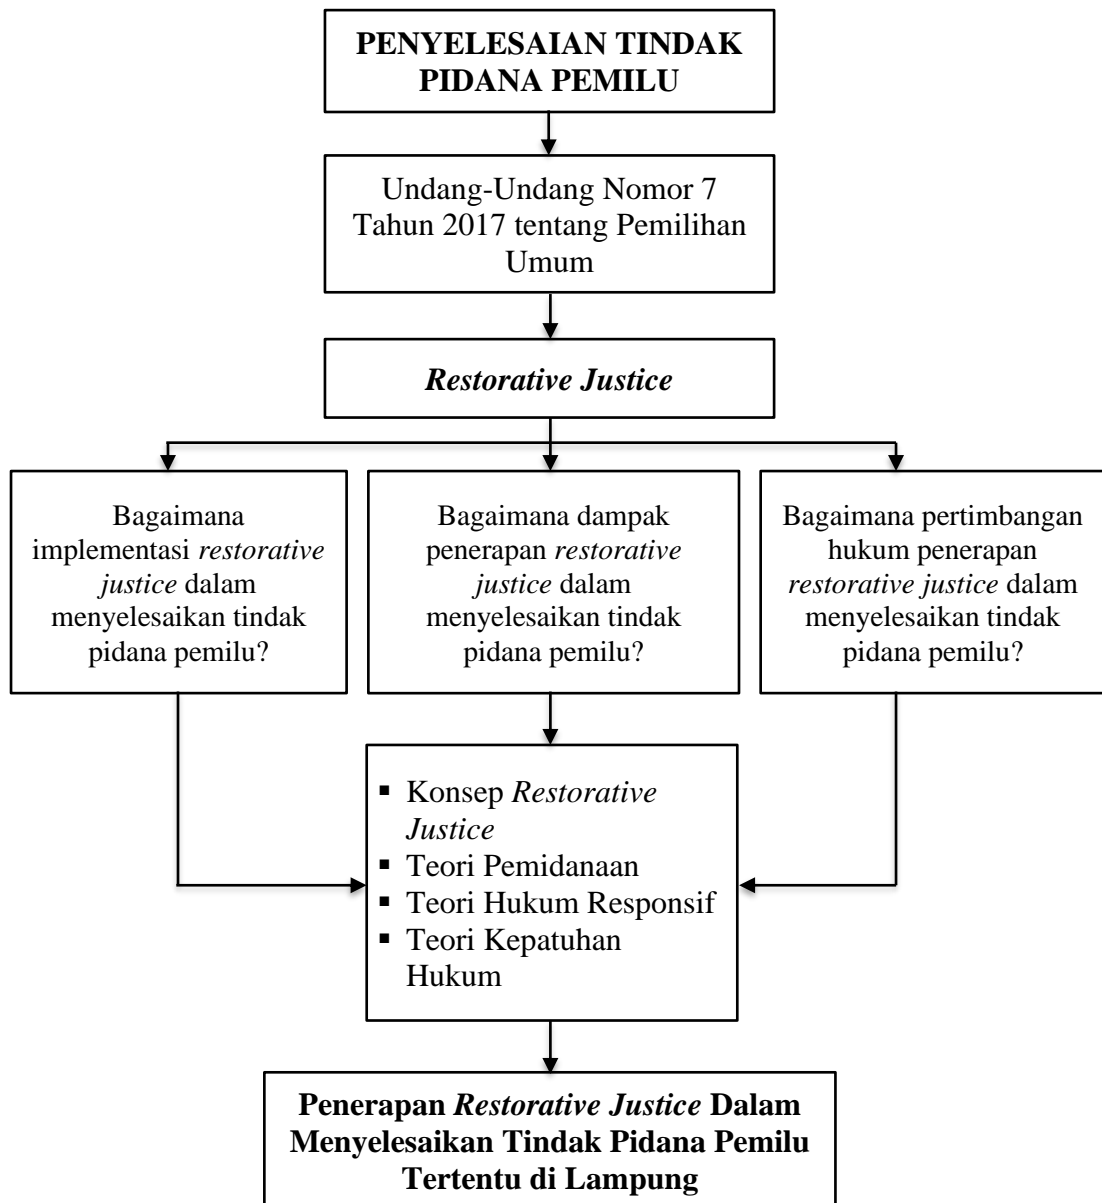 PENYELESAIAN TINDAK
PIDANA PEMILU
Undang-Undang Nomor 7
Tahun 2017 tentang Pemilihan
Umum
Restorative Justice
Bagaimana
implementasi restorative
justice dalam
menyelesaikan tindak
pidana pemilu?
Bagaimana dampak
penerapan restorative
justice dalam
menyelesaikan tindak
pidana pemilu?
Bagaimana pertimbangan
hukum penerapan
restorative justice dalam
menyelesaikan tindak
pidana pemilu?
▪ Konsep Restorative
Justice
▪ Teori Pemidanaan
▪ Teori Hukum Responsif
▪ Teori Kepatuhan
Hukum
Penerapan Restorative Justice Dalam
Menyelesaikan Tindak Pidana Pemilu
Tertentu di Lampung